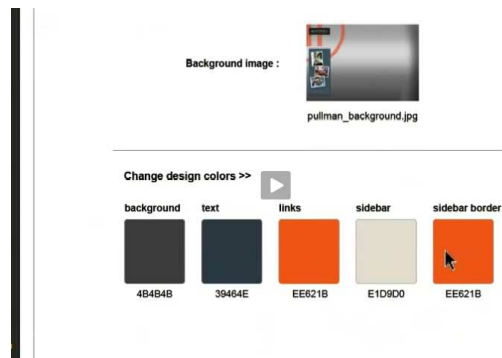 Background image :
pullman_background.jpg
Change design colors >>
background text links sidebar sidebar border
4B4B4B 39464E EE621B E1D9D0 EE621B